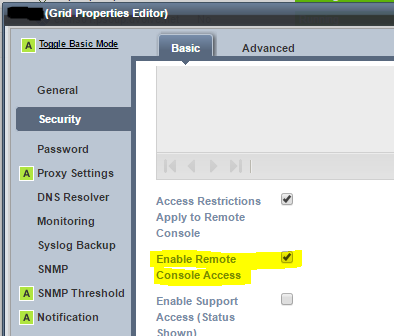 (Grid Properties Editor)
A Toggle Basic Mode
Basic
Advanced
General
Security
Password
A Proxy Settings
DNS Resolver
Monitoring
Syslog Backup
SNMP
A SNMP Threshold
A Notification
Access Restrictions
Apply to Remote
Console
Enable Remote
Console Access
Enable Support
Access (Status
Shown)